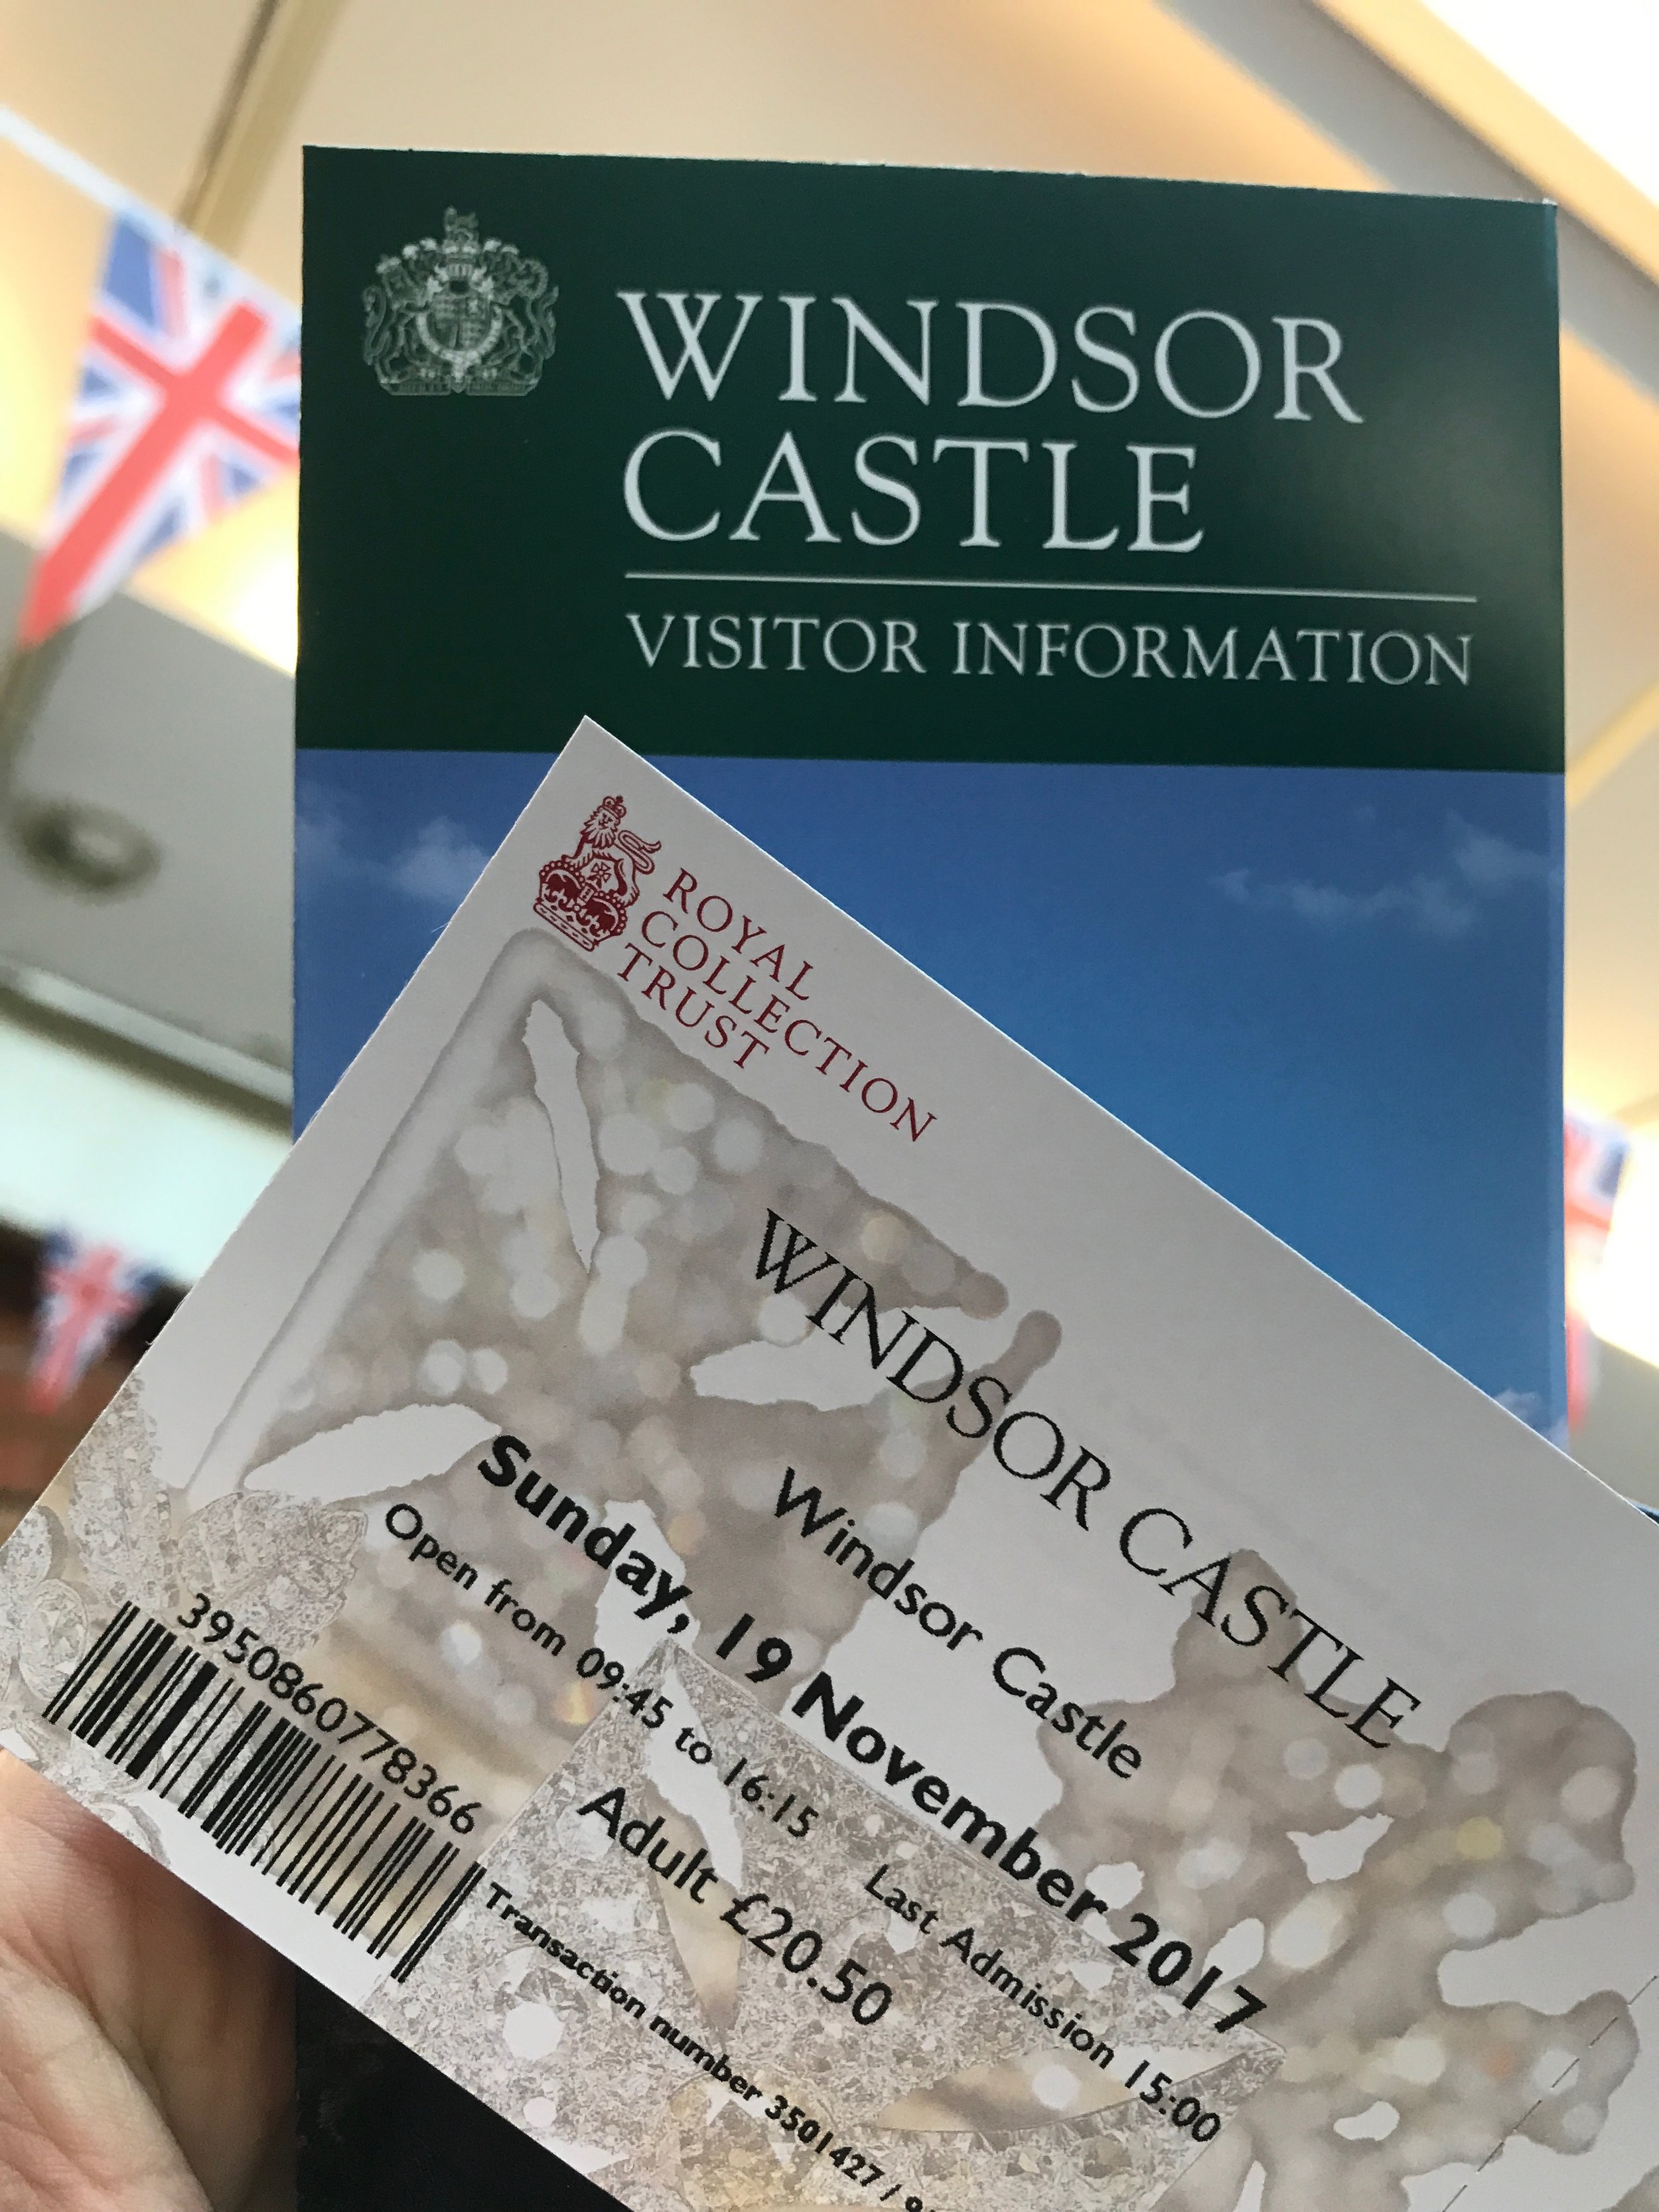 WINDSOR
CASTLE
VISITOR INFORMATION
ROYAL
COLLECTION
TRUST
WINDSOR CASTLE
Windsor Castle
Sunday, 19 November 2017
Open from 09:45 to 16:15 Last Admission 15:00
Adult £20.50
Transaction number 3501427 /
3950860778366